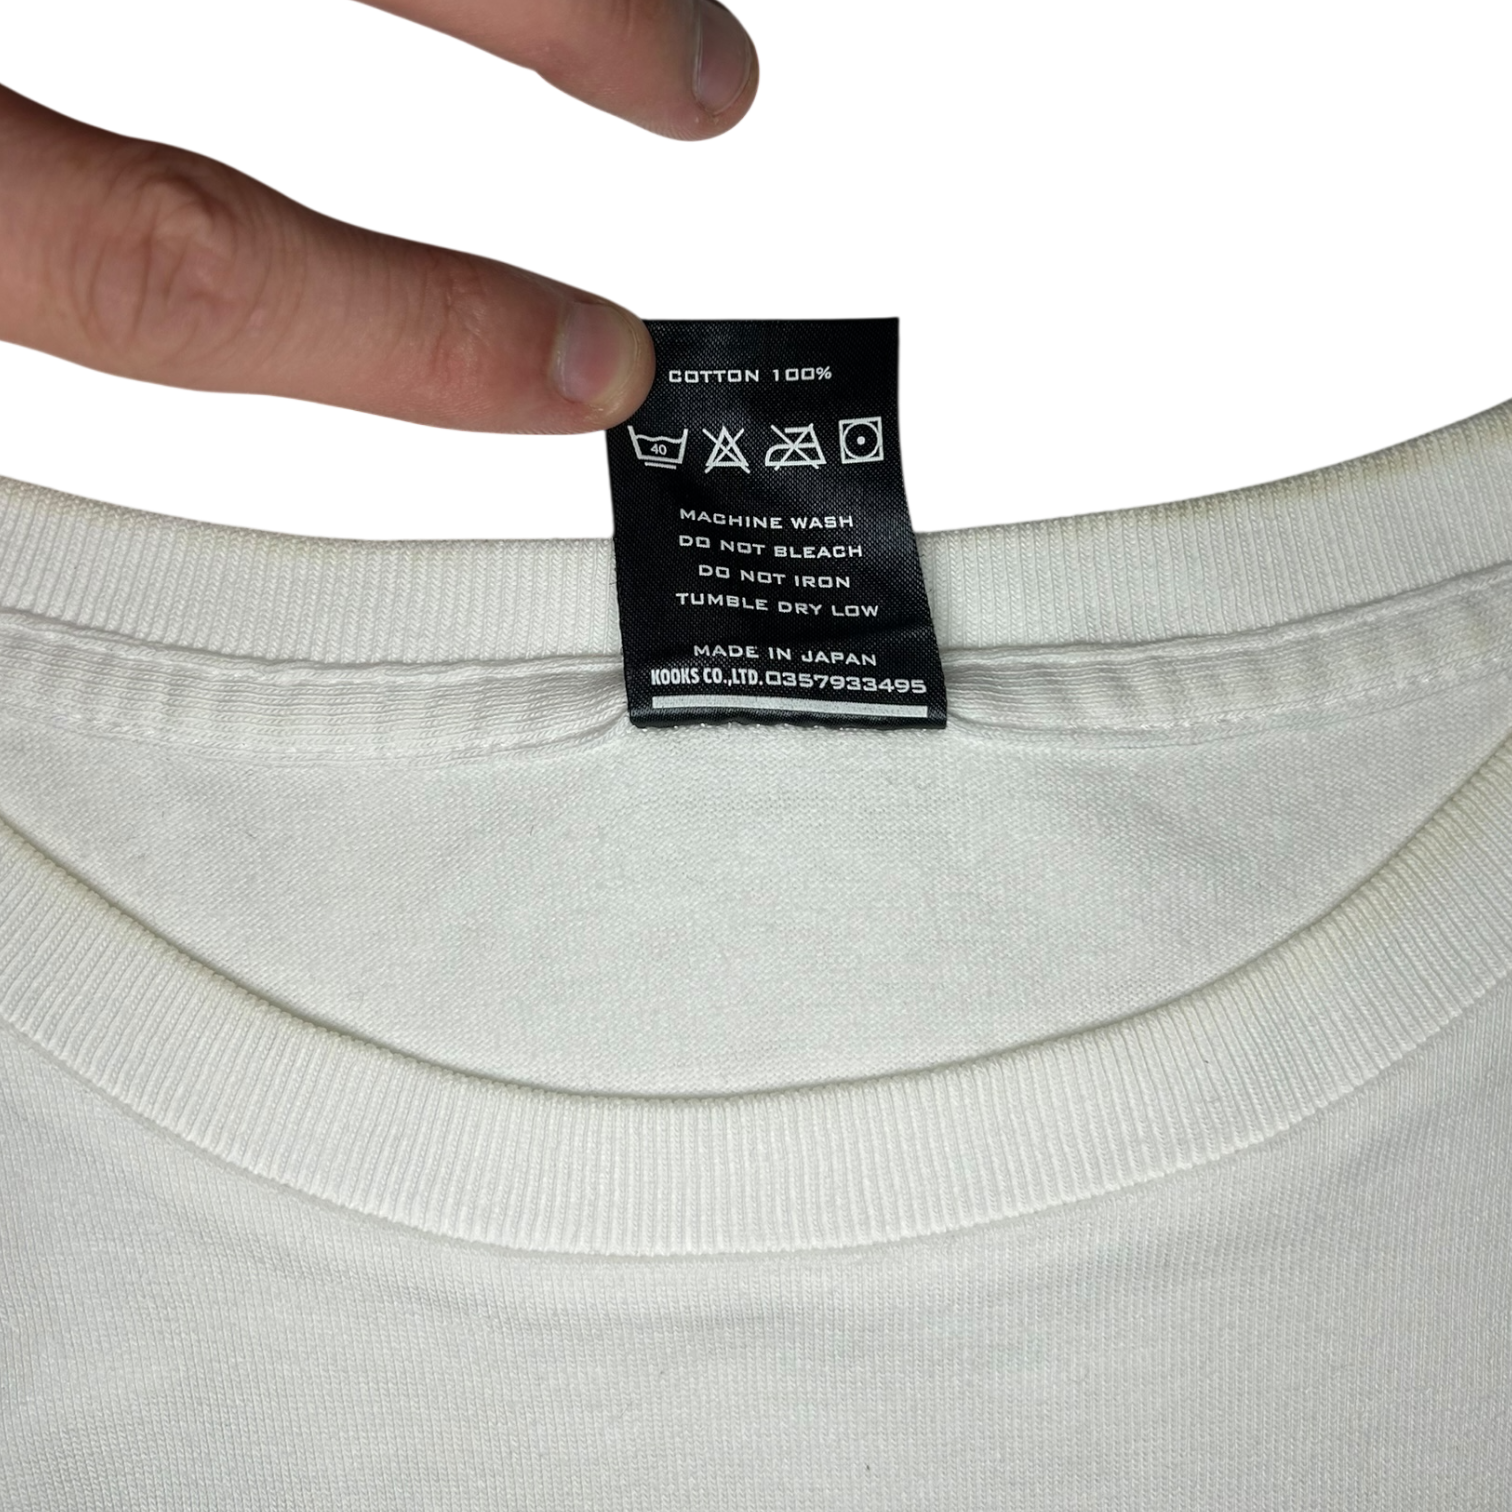 COTTON 100%
40
MACHINE WASH
DO NOT BLEACH
DO NOT IRON
TUMBLE DRY LOW
MADE IN JAPAN
KOOKS CO.,LTD.0357933495